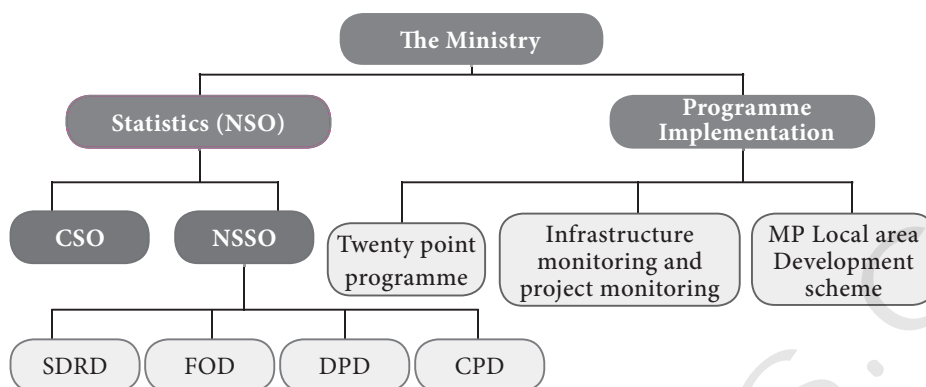 The Ministry
Statistics (NSO)
Programme
Implementation
CSO
NSSO
Twenty point
programme
Infrastructure
monitoring and
project monitoring
MP Local area
Development
scheme
SDRD
FOD
DPD
CPD